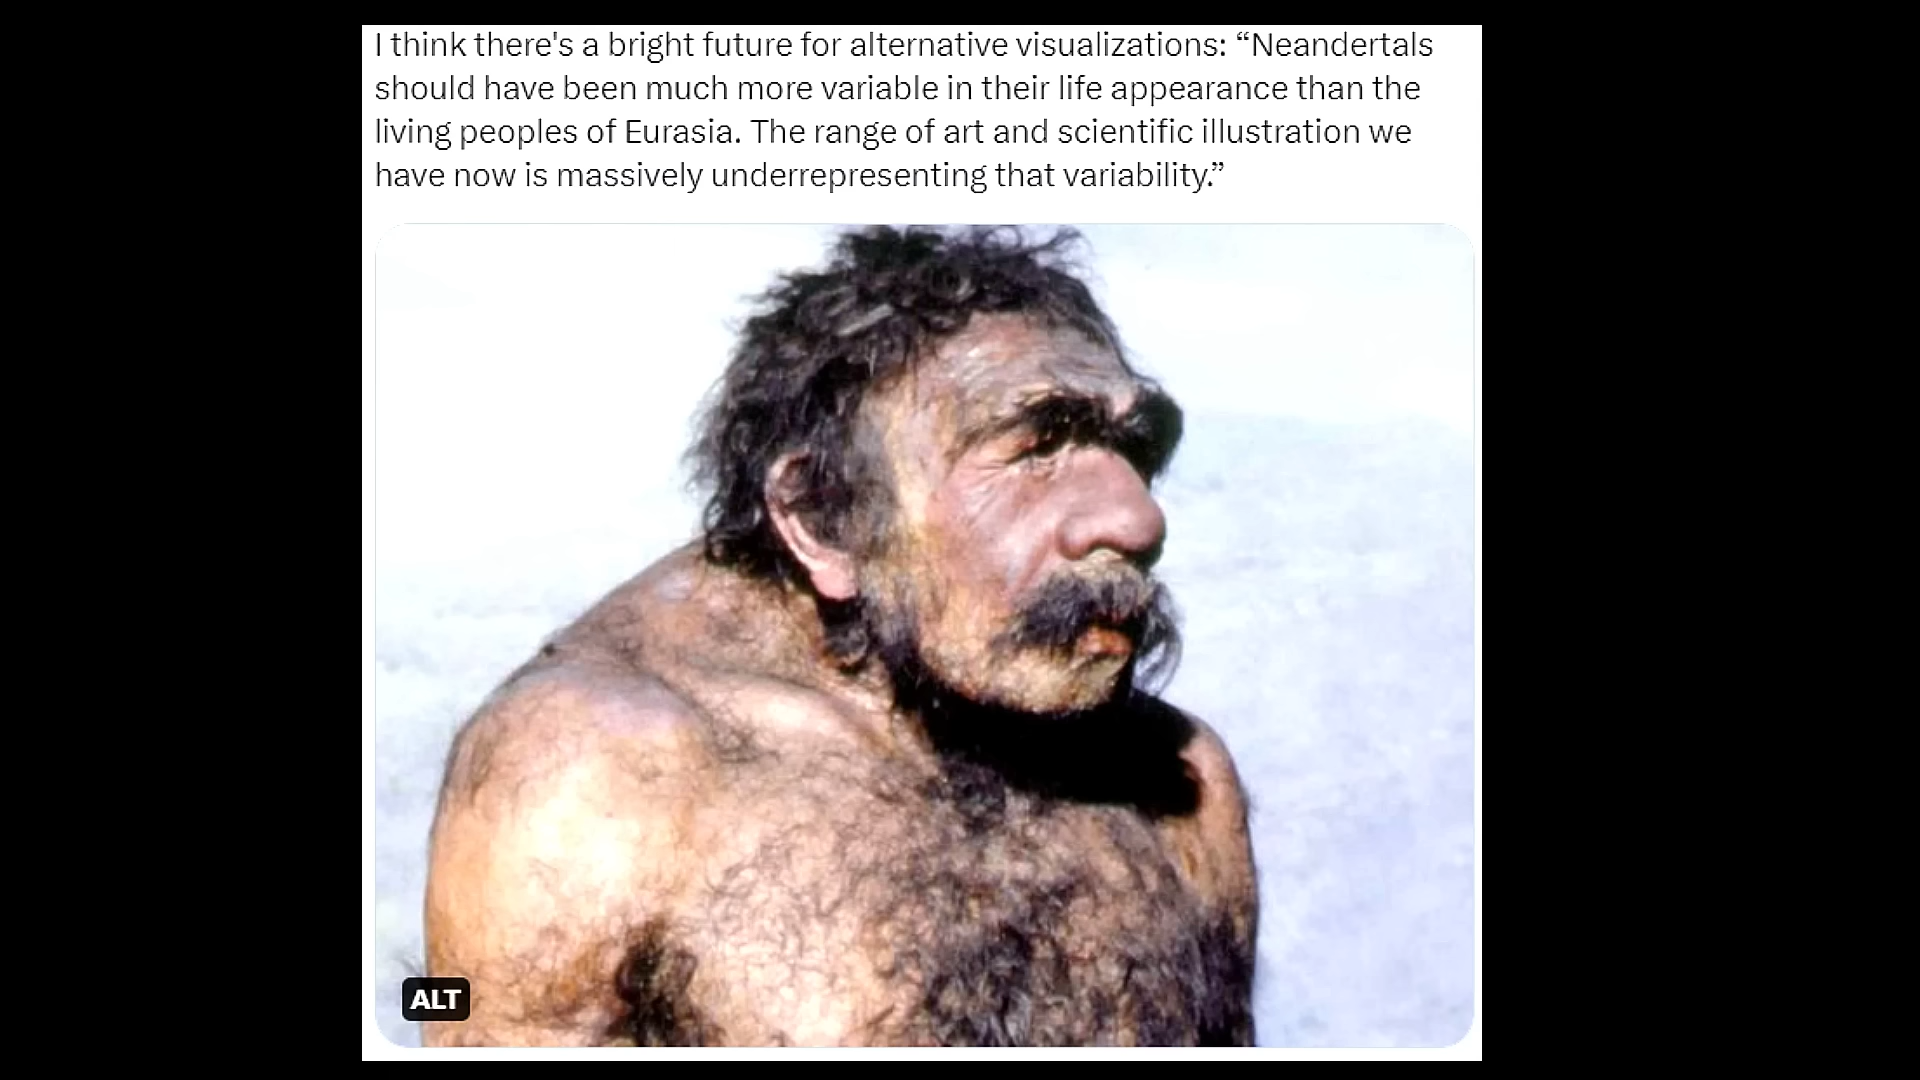 I think there's a bright future for alternative visualizations: “Neandertals
should have been much more variable in their life appearance than the
living peoples of Eurasia. The range of art and scientific illustration we
have now is massively underrepresenting that variability.”
ALT